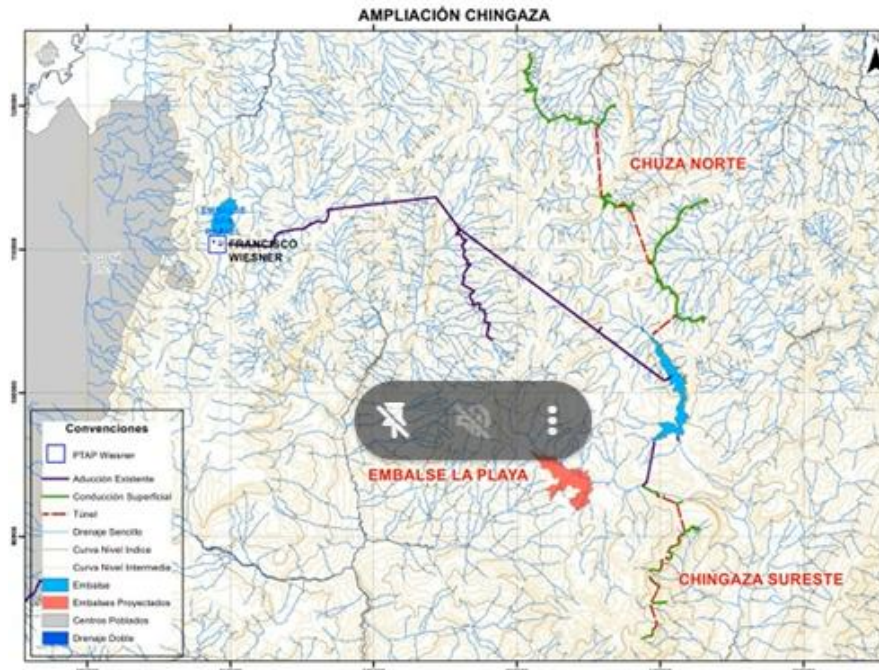 AMPLIACIÓN CHINGAZA
CHUZA NORTE
FRANCISCO
WIESNER
EMBALSE LA PLAYA
CHINGAZA SURESTE
Convenciones
PTAP Wiesner
Aducción Existente
Conducción Superficial
Túnel
Drenaje Sencillo
Curva Nivel Indice
Curva Nivel Intermedia
Embalse
Embalses Proyectados
Centros Poblados
Drenaje Doble